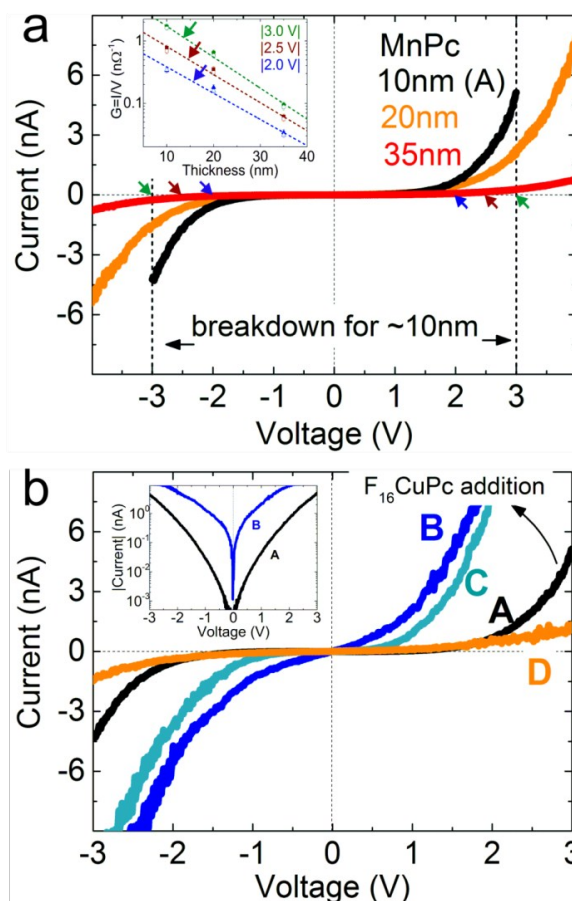 a
G=I/V (nΩ⁻¹)
1
0.1
|3.0 V|
|2.5 V|
|2.0 V|
10 20 30 40
Thickness (nm)
MnPc
10nm (A)
20nm
35nm
Current (nA)
6
3
0
-3
-6
breakdown for ~10nm
-3 -2 -1 0 1 2 3
Voltage (V)
b
F₁₆CuPc addition
|Current| (nA)
10⁰
10⁻¹
10⁻²
10⁻³
B
A
-3 -2 -1 0 1 2 3
Voltage (V)
B
C
A
D
Current (nA)
6
3
0
-3
-6
-3 -2 -1 0 1 2 3
Voltage (V)